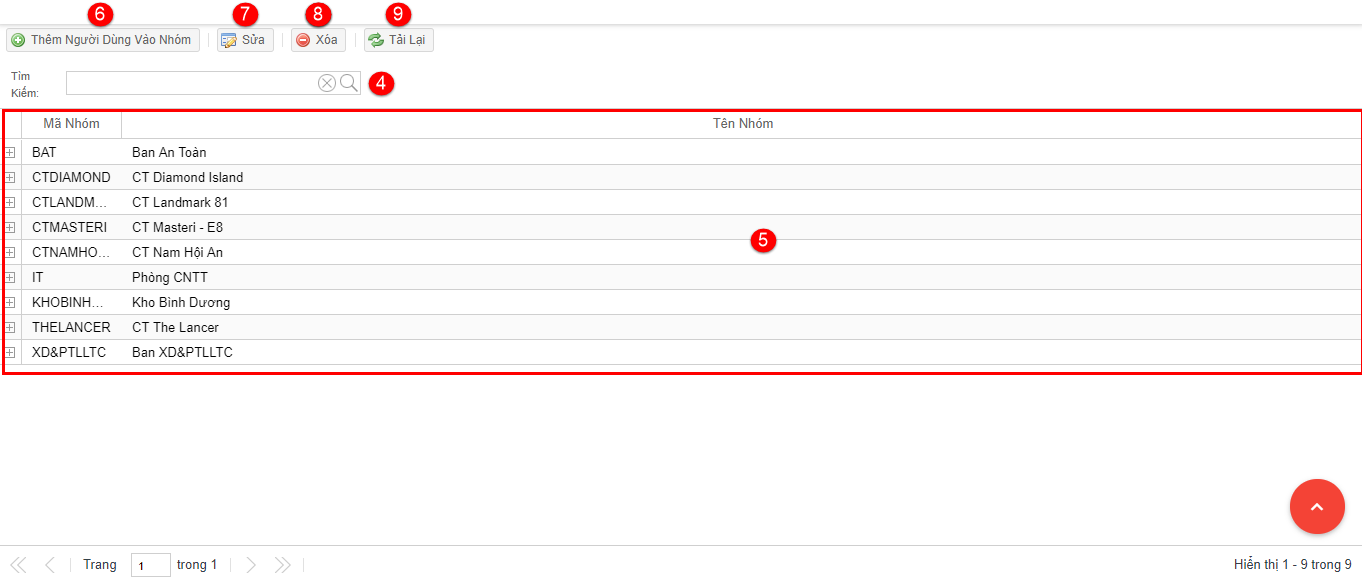 6 7 8 9
Thêm Người Dùng Vào Nhóm Sửa Xóa Tải Lại
Tìm
Kiếm:
4
Mã Nhóm Tên Nhóm
BAT Ban An Toàn
CTDIAMOND CT Diamond Island
CTLANDM... CT Landmark 81
CTMASTERI CT Masteri - E8
5
CTNAMHO... CT Nam Hội An
IT Phòng CNTT
KHOBINH... Kho Bình Dương
THELANCER CT The Lancer
XD&PTLLTC Ban XD&PTLLTC
Trang 1 trong 1 Hiển thị 1 - 9 trong 9